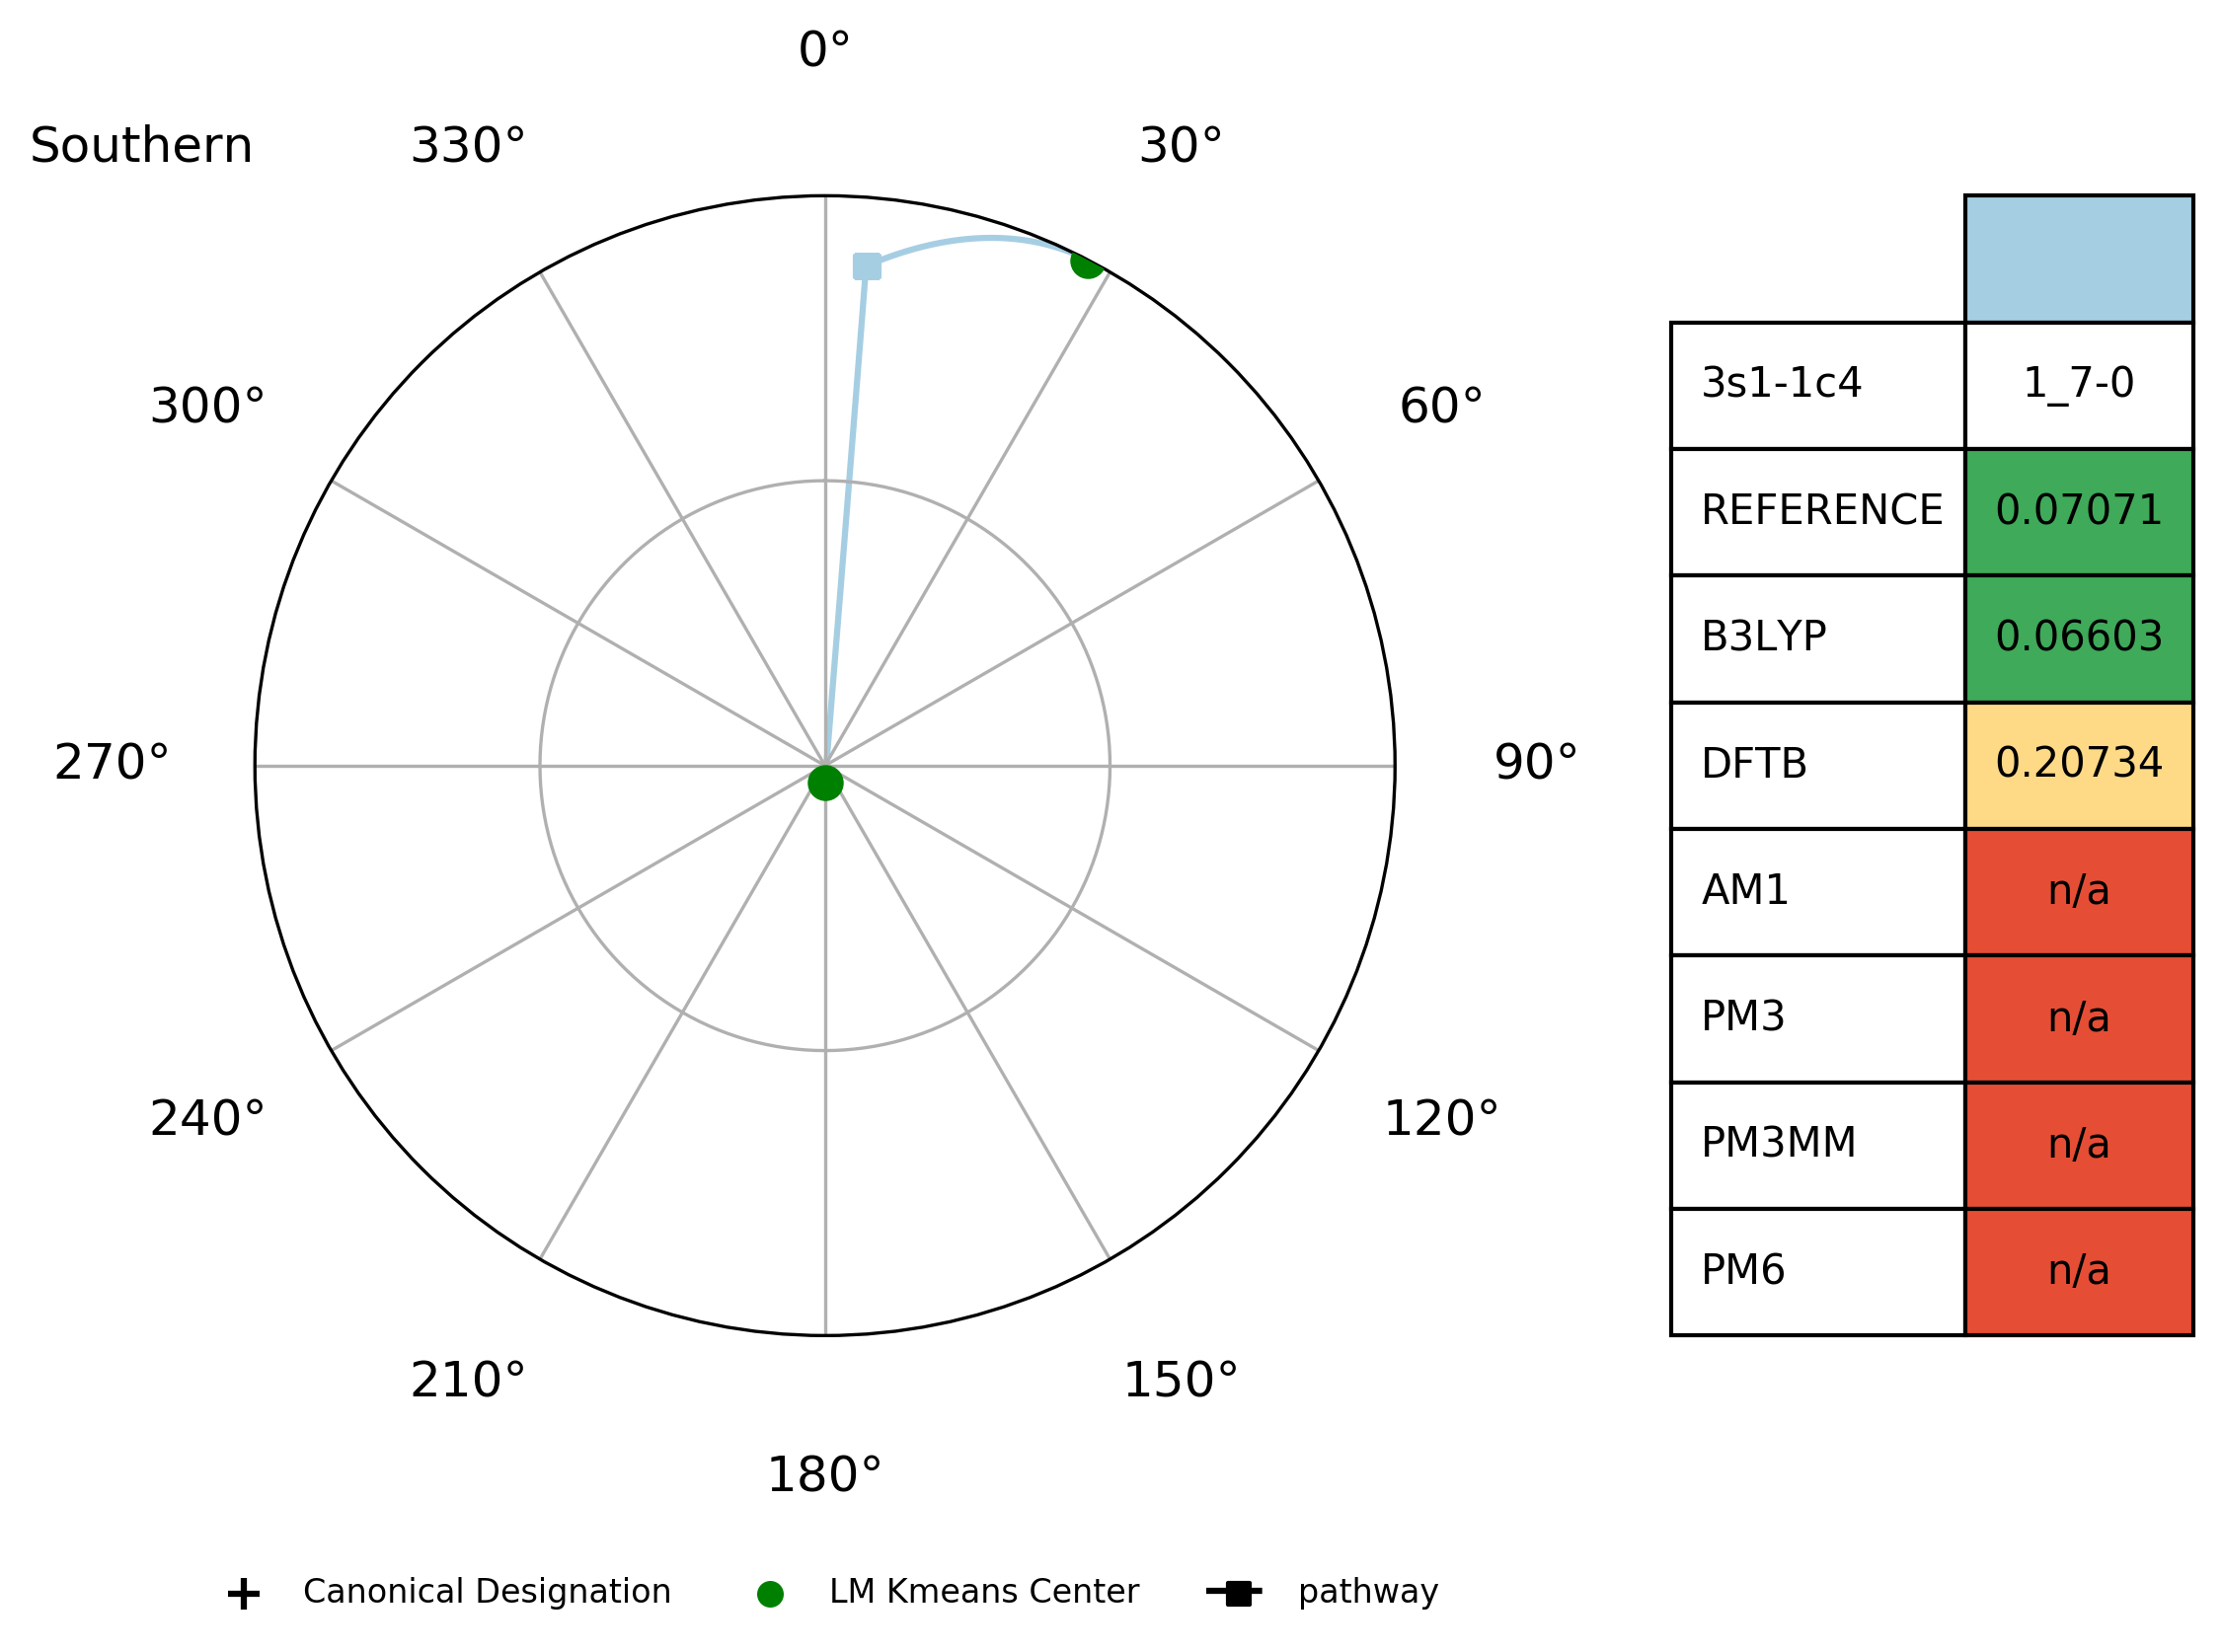 0°
Southern
330°
30°
300°
60°
270°
90°
240°
120°
210°
150°
180°
3s1-1c4 1_7-0
REFERENCE 0.07071
B3LYP 0.06603
DFTB 0.20734
AM1 n/a
PM3 n/a
PM3MM n/a
PM6 n/a
Canonical Designation
LM Kmeans Center
pathway